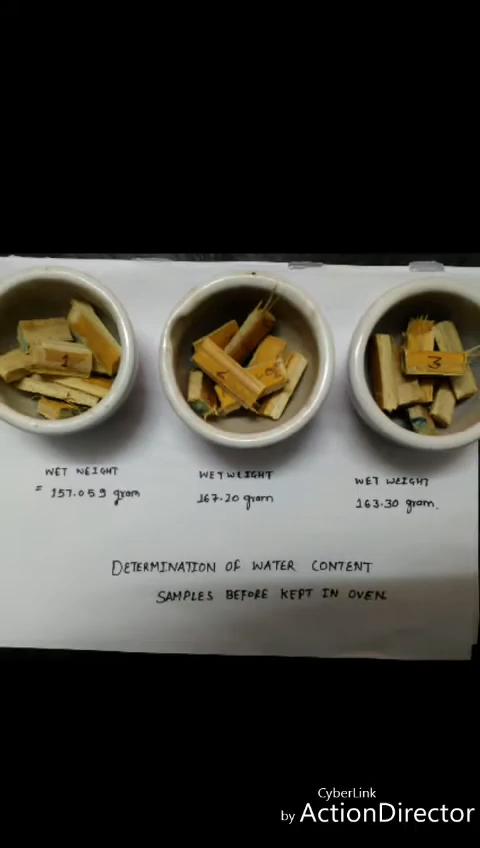 1
2
3
WET WEIGHT
= 157.059 gram
WET WEIGHT
167.20 gram
WET WEIGHT
163.30 gram.
DETERMINATION OF WATER CONTENT
SAMPLES BEFORE KEPT IN OVEN.
CyberLink
by ActionDirector